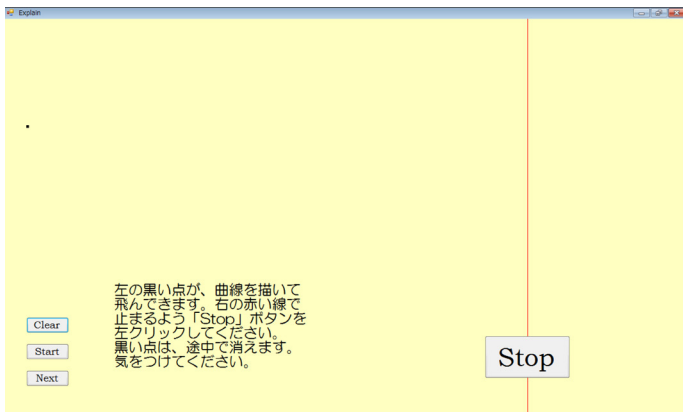 Explain
左の黒い点が、曲線を描いて
飛んできます。右の赤い線で
止まるよう「Stop」ボタンを
左クリックしてください。
黒い点は、途中で消えます。
気をつけてください。
Clear
Start
Next
Stop